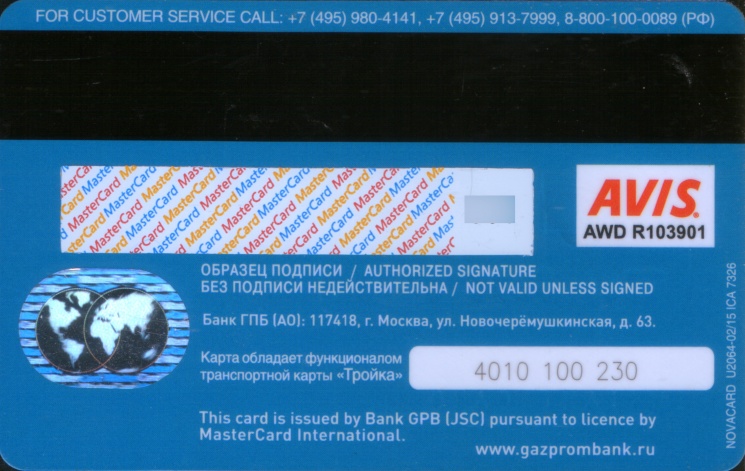 FOR CUSTOMER SERVICE CALL: +7 (495) 980-4141, +7 (495) 913-7999, 8-800-100-0089 (РФ)
MasterCard MasterCard MasterCard
AVIS.
AWD R103901
ОБРАЗЕЦ ПОДПИСИ / AUTHORIZED SIGNATURE
БЕЗ ПОДПИСИ НЕДЕЙСТВИТЕЛЬНА / NOT VALID UNLESS SIGNED
Банк ГПБ (АО): 117418, г. Москва, ул. Новочерёмушкинская, д. 63.
Карта обладает функционалом
транспортной карты «Тройка»
4010 100 230
This card is issued by Bank GPB (JSC) pursuant to licence by
MasterCard International.
www.gazprombank.ru
NOVACARD U2064-02/15 ICA 7326